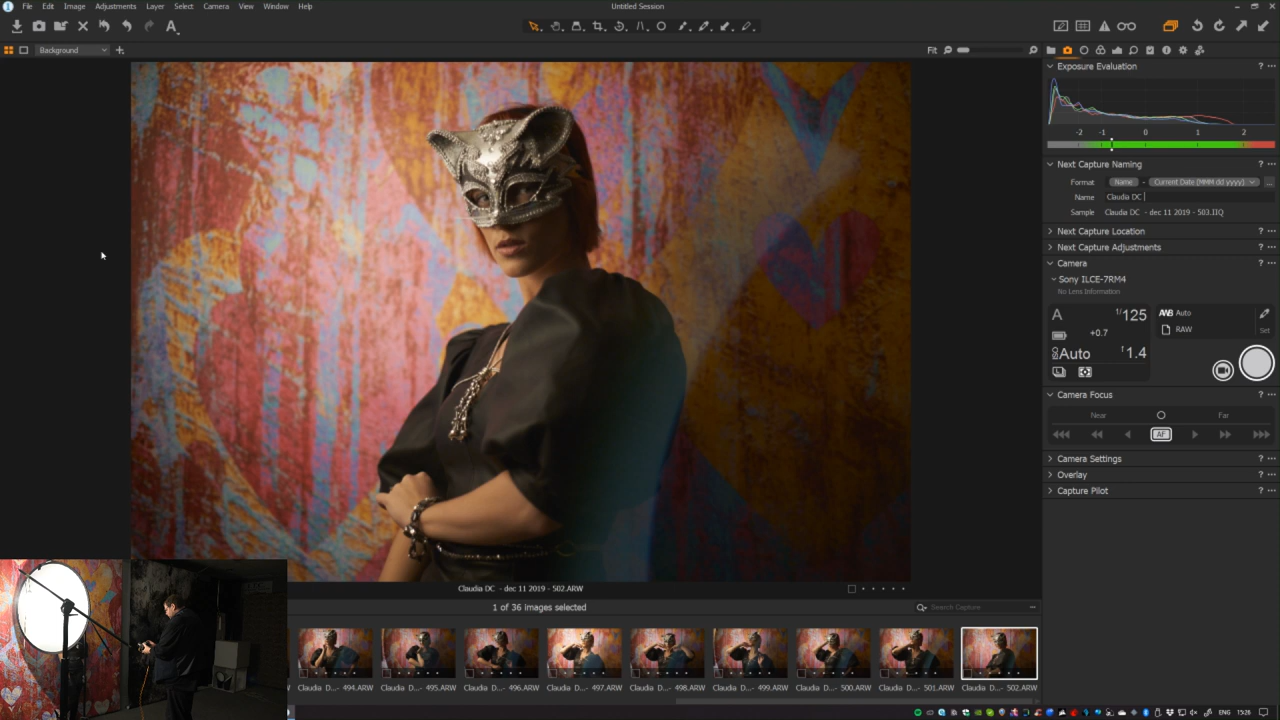 File Edit Image Adjustments Layer Select Camera View Window Help
Untitled Session
Background
Fit
Exposure Evaluation
-2 -1 0 1 2
Next Capture Naming
Format Name - Current Date (MMM dd yyyy) ...
Name Claudia DC
Sample Claudia DC - dec 11 2019 - 503.IIQ
Next Capture Location
Next Capture Adjustments
Camera
Sony ILCE-7RM4
No Lens Information
A 1/125
+0.7
Auto f1.4
AWB Auto
RAW
Set
Camera Focus
Near Far
AF
Camera Settings
Overlay
Capture Pilot
Claudia DC - dec 11 2019 - 502.ARW
1 of 36 images selected
Search Capture
Claudia D...- 494.ARW
Claudia D...- 495.ARW
Claudia D...- 496.ARW
Claudia D...- 497.ARW
Claudia D...- 498.ARW
Claudia D...- 499.ARW
Claudia D...- 500.ARW
Claudia D...- 501.ARW
Claudia D...- 502.ARW
ENG 15:26